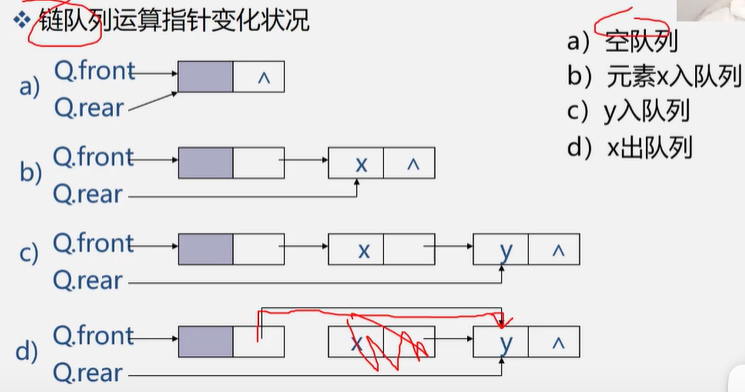 ❖ 链队列运算指针变化状况
a) Q.front ∧
Q.rear
b) Q.front x ∧
Q.rear
c) Q.front x y ∧
Q.rear
d) Q.front x y ∧
Q.rear
a）空队列
b）元素x入队列
c）y入队列
d）x出队列